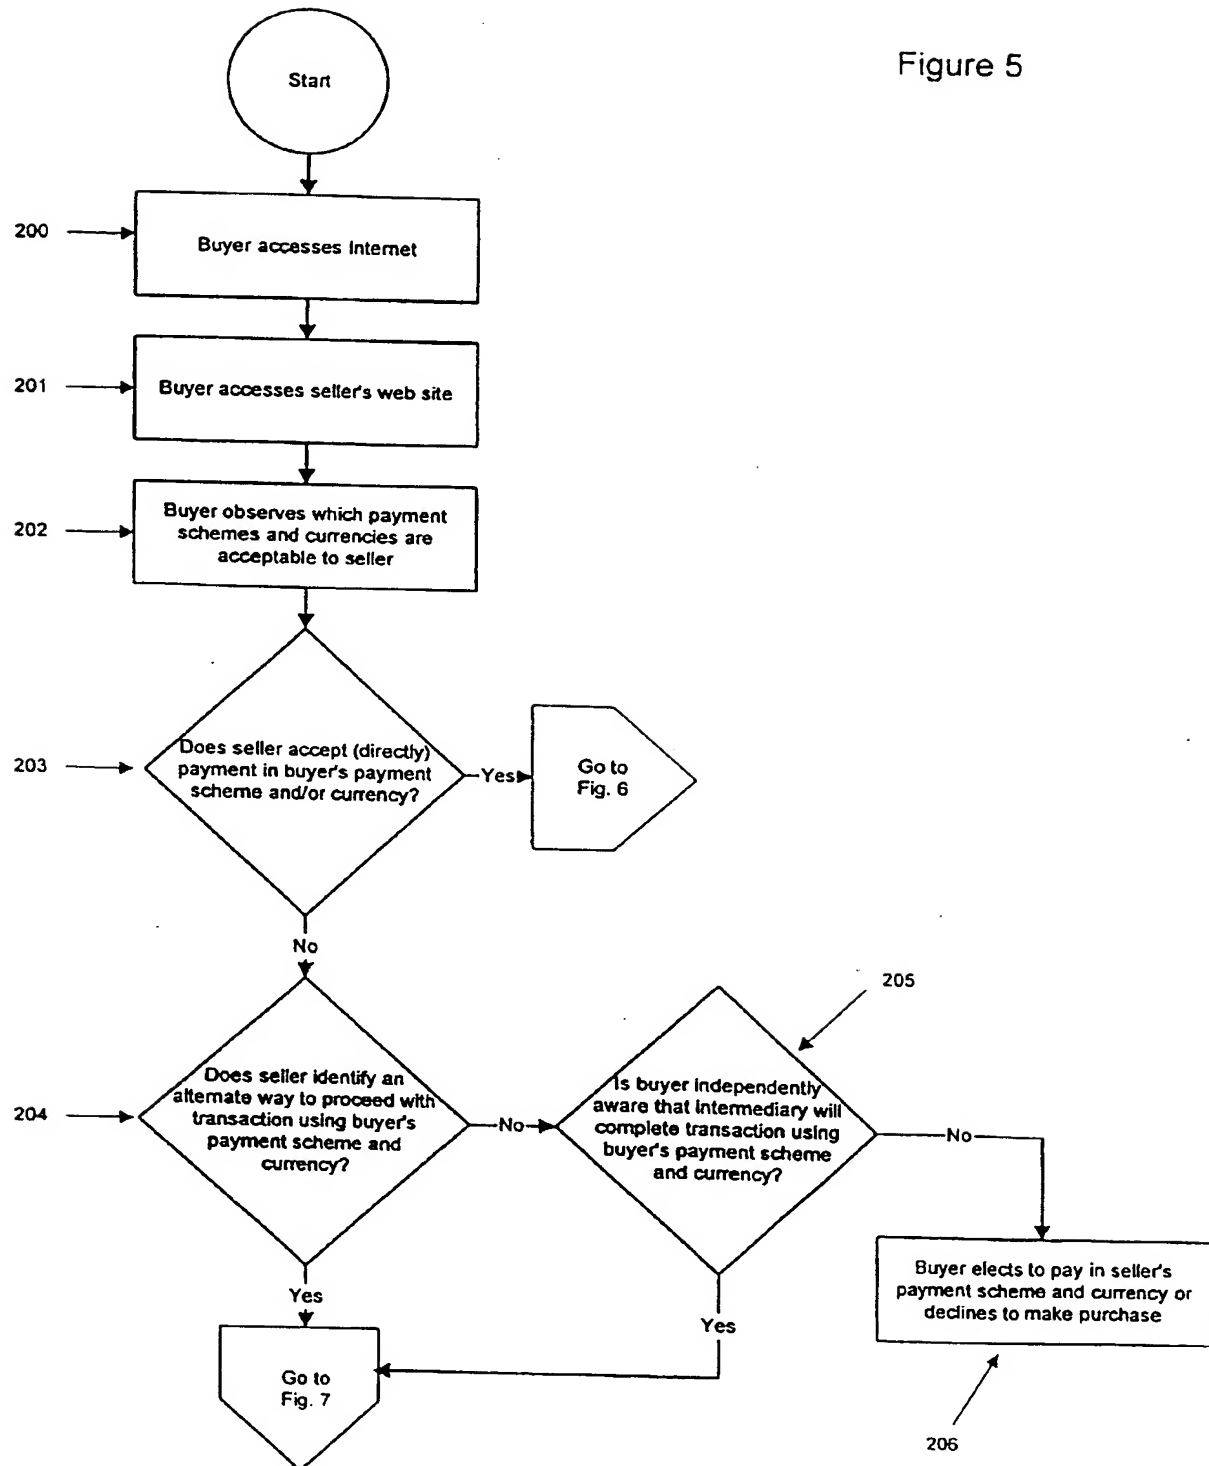 Figure 5
Start
200
Buyer accesses Internet
201
Buyer accesses seller's web site
202
Buyer observes which payment
schemes and currencies are
acceptable to seller
203
Does seller accept (directly)
payment in buyer's payment
scheme and/or currency?
Yes
Go to
Fig. 6
No
204
Does seller identify an
alternate way to proceed with
transaction using buyer's
payment scheme and
currency?
No
205
Is buyer independently
aware that intermediary will
complete transaction using
buyer's payment scheme
and currency?
No
Yes
Yes
Buyer elects to pay in seller's
payment scheme and currency or
declines to make purchase
206
Go to
Fig. 7